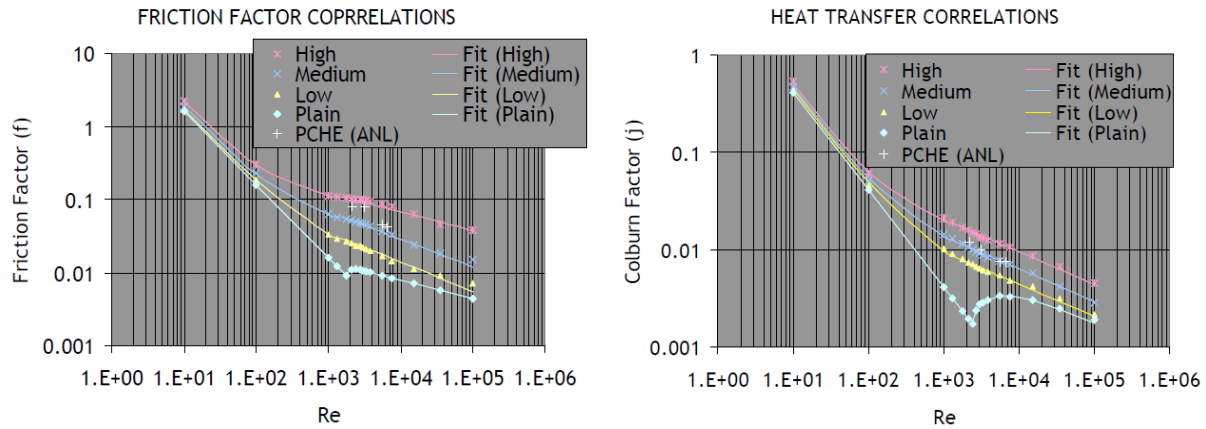 FRICTION FACTOR COPRRELATIONS
10
1
0.1
0.01
0.001
Friction Factor (f)
High
Medium
Low
Plain
PCHE (ANL)
Fit (High)
Fit (Medium)
Fit (Low)
Fit (Plain)
1.E+00 1.E+01 1.E+02 1.E+03 1.E+04 1.E+05 1.E+06
Re
HEAT TRANSFER CORRELATIONS
1
0.1
0.01
0.001
Colburn Factor (j)
High
Medium
Low
Plain
PCHE (ANL)
Fit (High)
Fit (Medium)
Fit (Low)
Fit (Plain)
1.E+00 1.E+01 1.E+02 1.E+03 1.E+04 1.E+05 1.E+06
Re